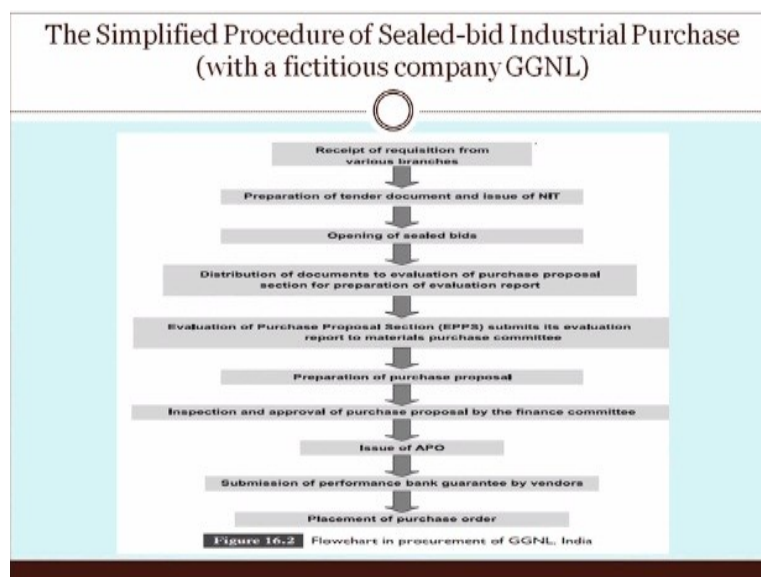 The Simplified Procedure of Sealed-bid Industrial Purchase
(with a fictitious company GGNL)
Receipt of requisition from
various branches
Preparation of tender document and issue of NIT
Opening of sealed bids
Distribution of documents to evaluation of purchase proposal
section for preparation of evaluation report
Evaluation of Purchase Proposal Section (EPPS) submits its evaluation
report to materials purchase committee
Preparation of purchase proposal
Inspection and approval of purchase proposal by the finance committee
Issue of APO
Submission of performance bank guarantee by vendors
Placement of purchase order
Figure 16.2 Flowchart in procurement of GGNL, India